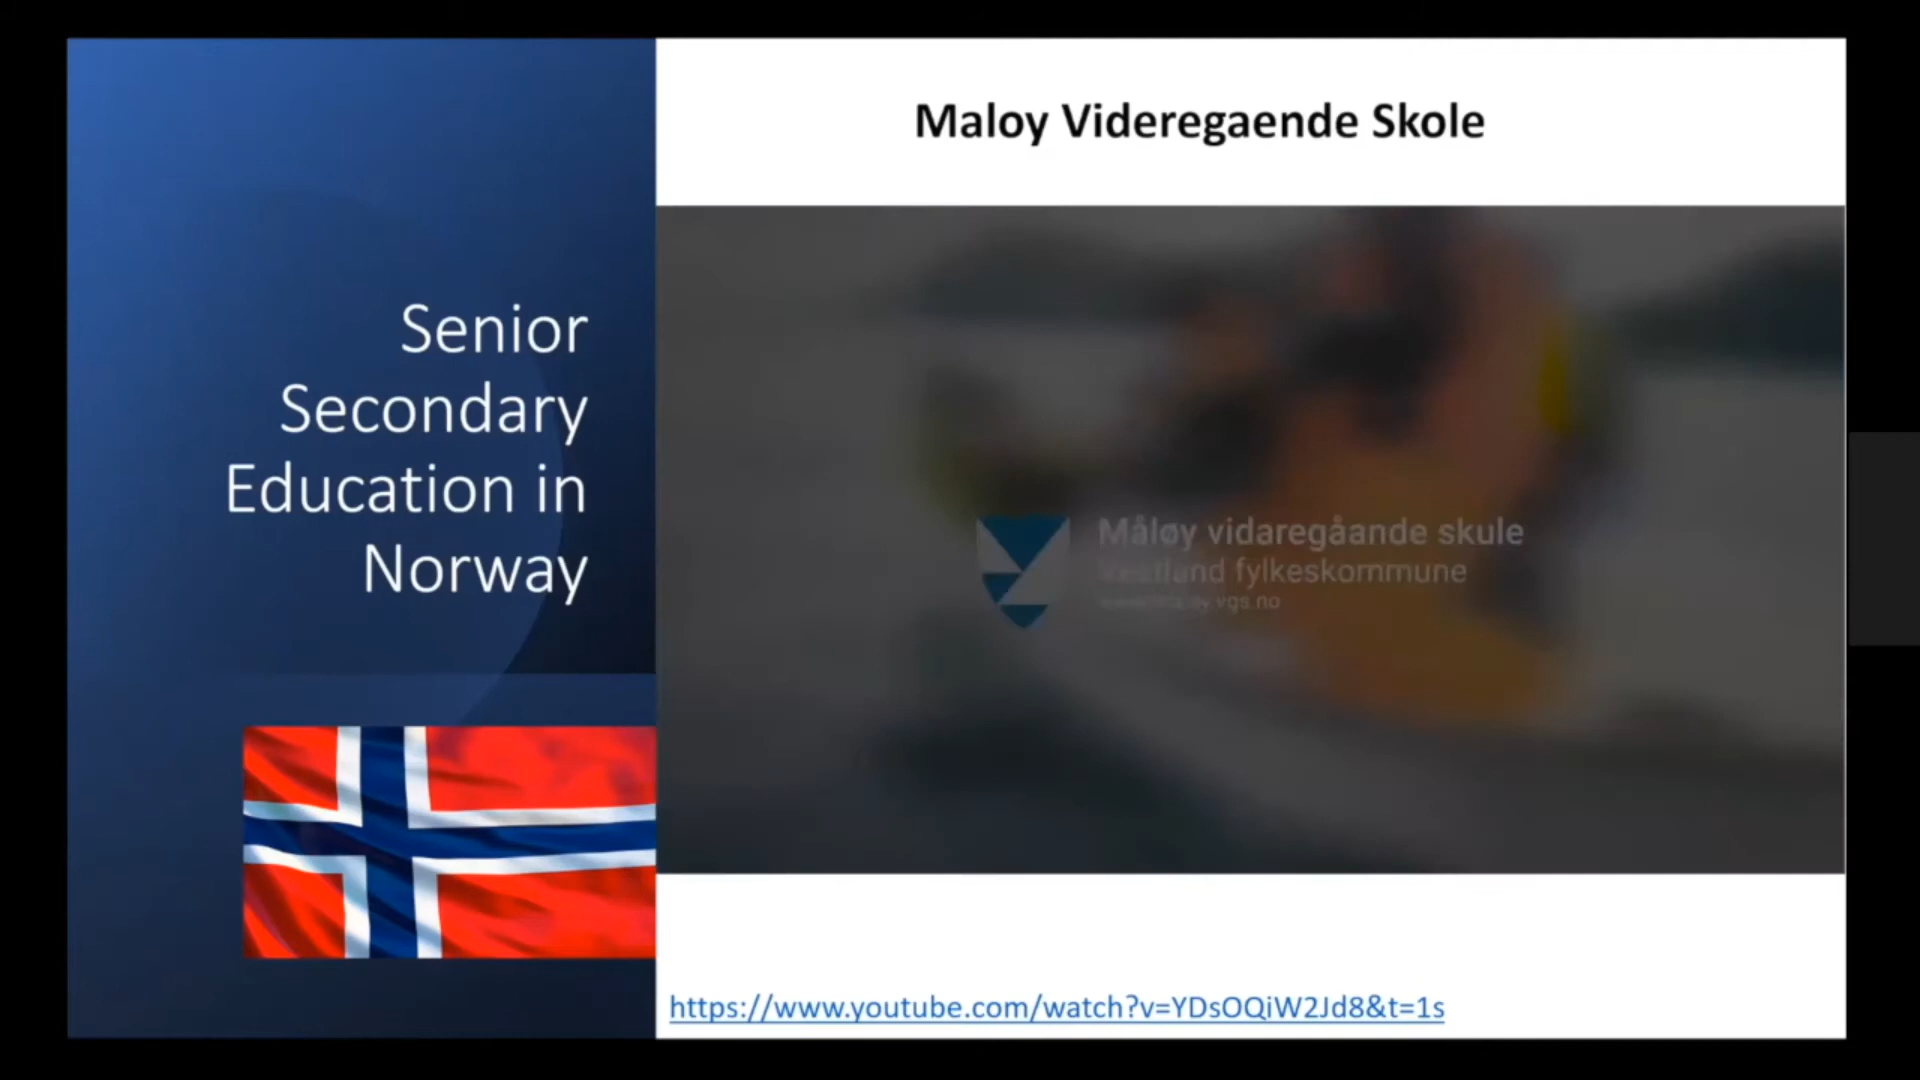 Senior
Secondary
Education in
Norway
Maloy Videregaende Skole
Måløy vidaregåande skule
Vestland fylkeskommune
https://www.youtube.com/watch?v=YDsOQiW2Jd8&t=1s